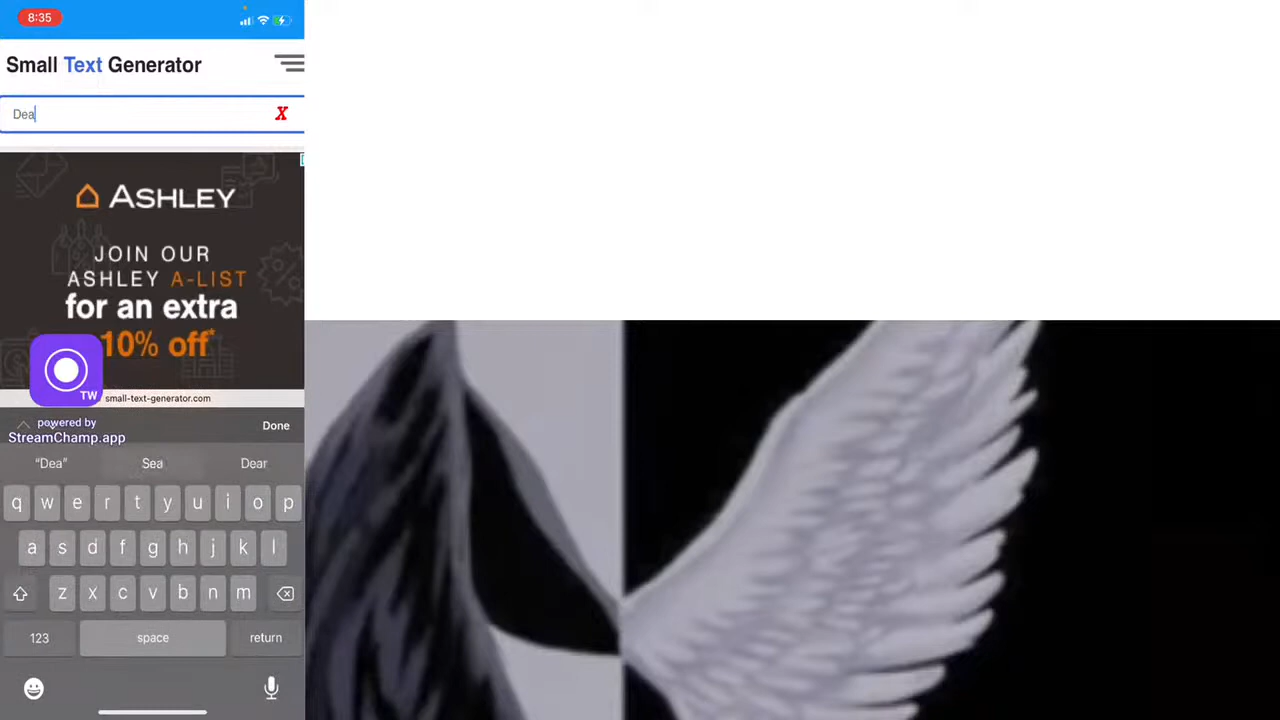 8:35
Small Text Generator
Dea
X
ASHLEY
JOIN OUR
ASHLEY A-LIST
for an extra
10% off*
TW
small-text-generator.com
powered by
StreamChamp.app
Done
“Dea” Sea Dear
q w e r t y u i o p
a s d f g h j k l
z x c v b n m
123 space return